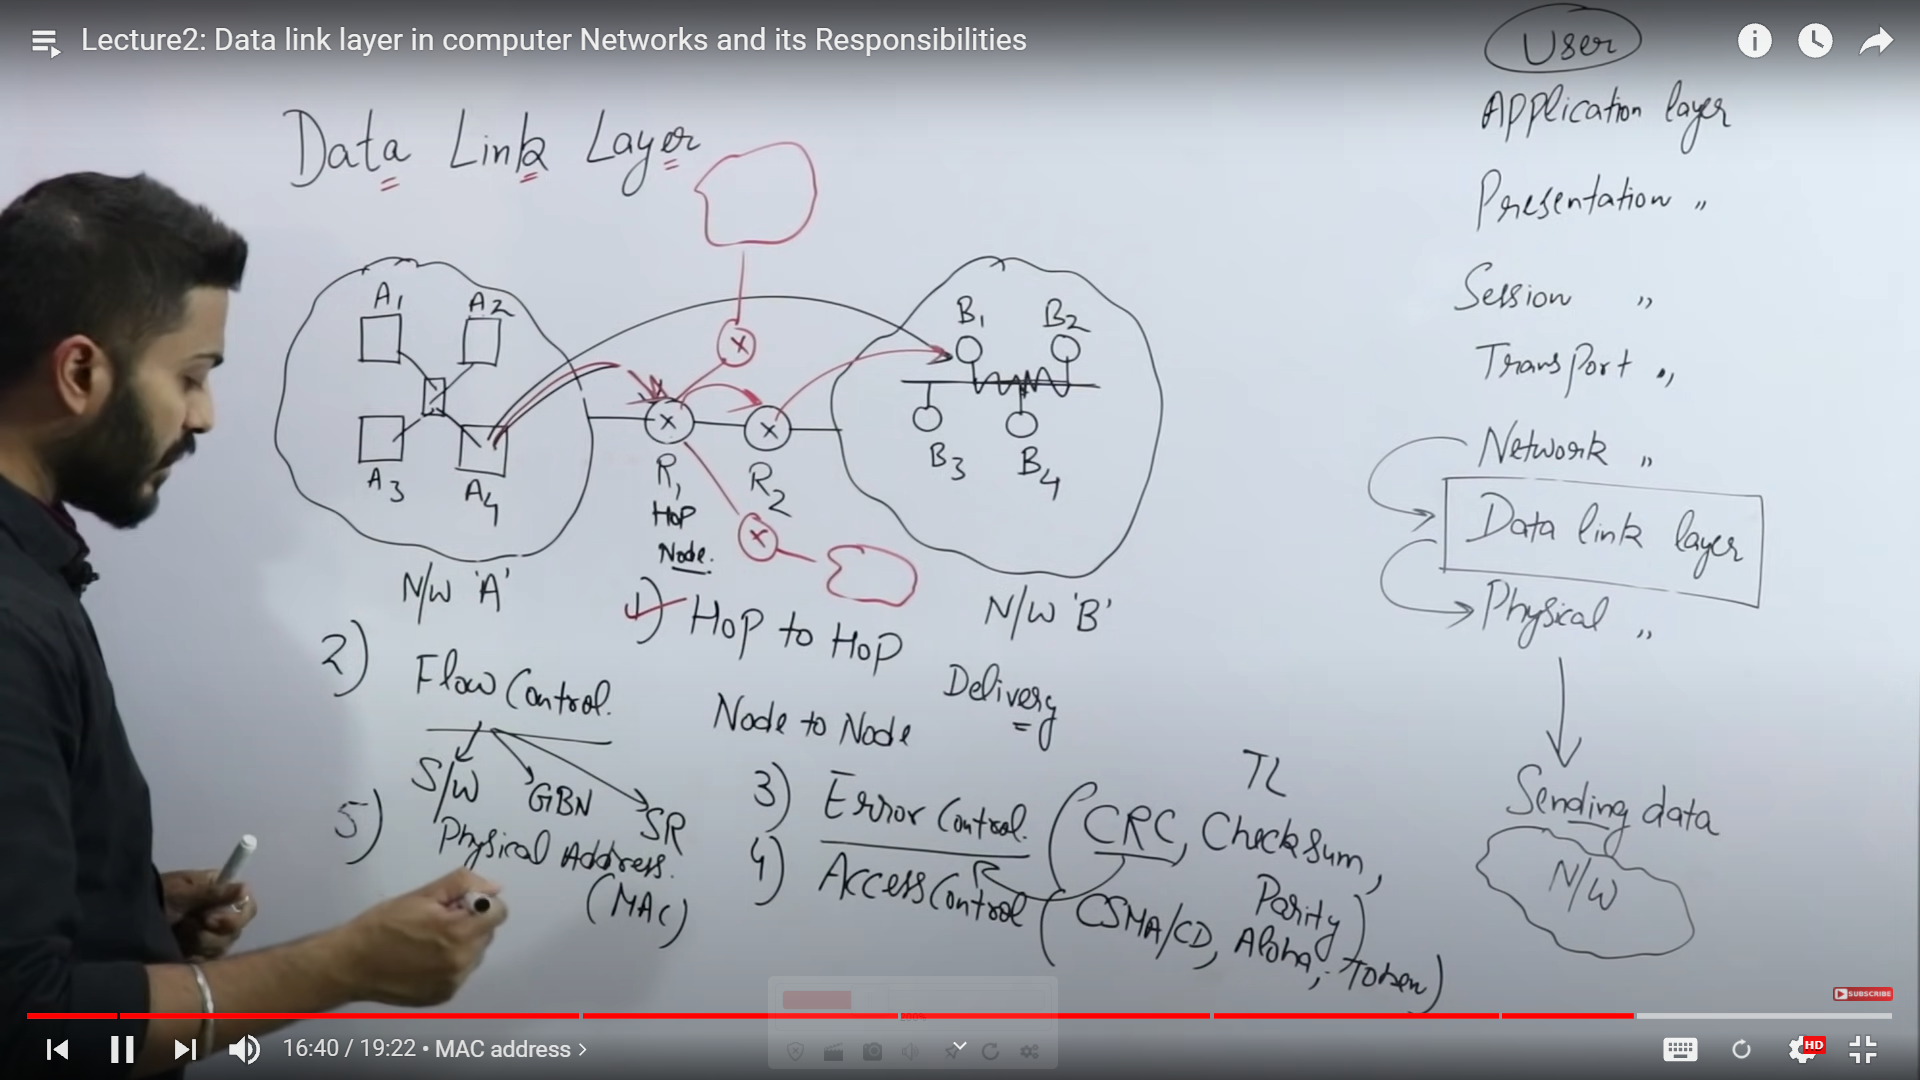 Lecture2: Data link layer in computer Networks and its Responsibilities
Data Link Layer
A1
A2
A3
A4
N/W 'A'
R1
HOP
Node.
R2
B1
B2
B3
B4
N/W 'B'
1) HOP to HOP
Delivery
Node to Node
2) Flow Control.
S/W
GBN
SR
3) Error Control. (CRC, Checksum,
Parity)
TL
4) Access Control (CSMA/CD, Aloha, Token)
5) Physical Address.
(MAC)
User
Application layer
Presentation "
Session "
Transport "
Network "
Data link layer
Physical "
Sending data
N/W
SUBSCRIBE
16:40 / 19:22 • MAC address
HD